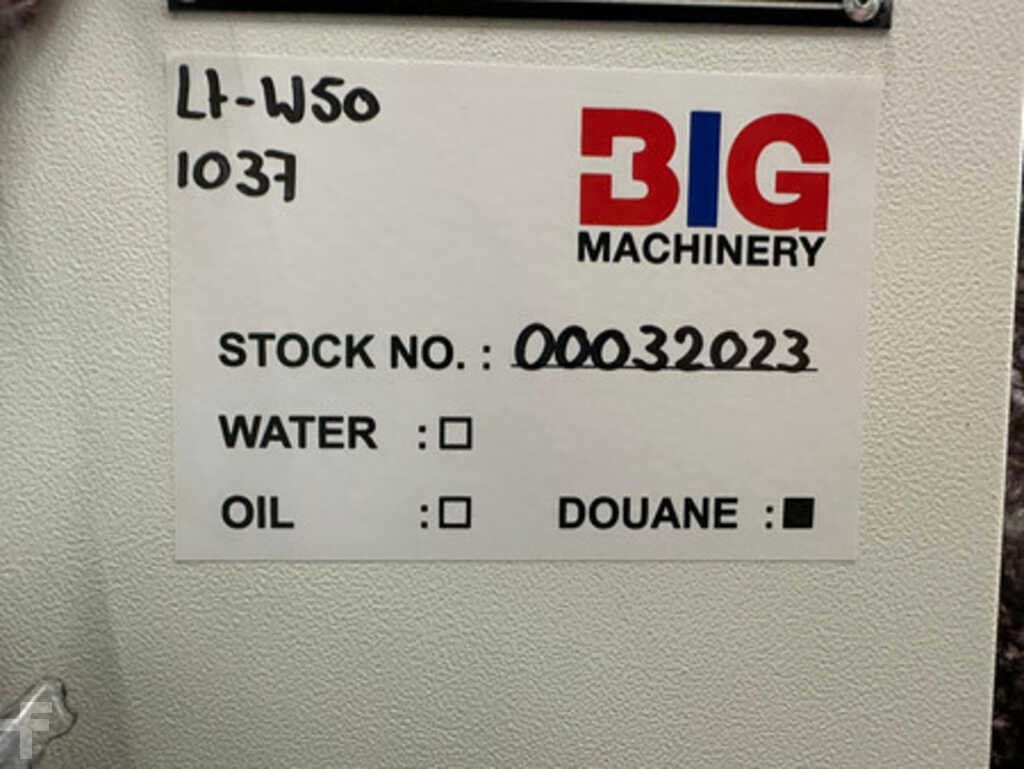 Lt-W50
1037
BIG
MACHINERY
STOCK NO. : 00032023
WATER : ☐
OIL : ☐ DOUANE : ■